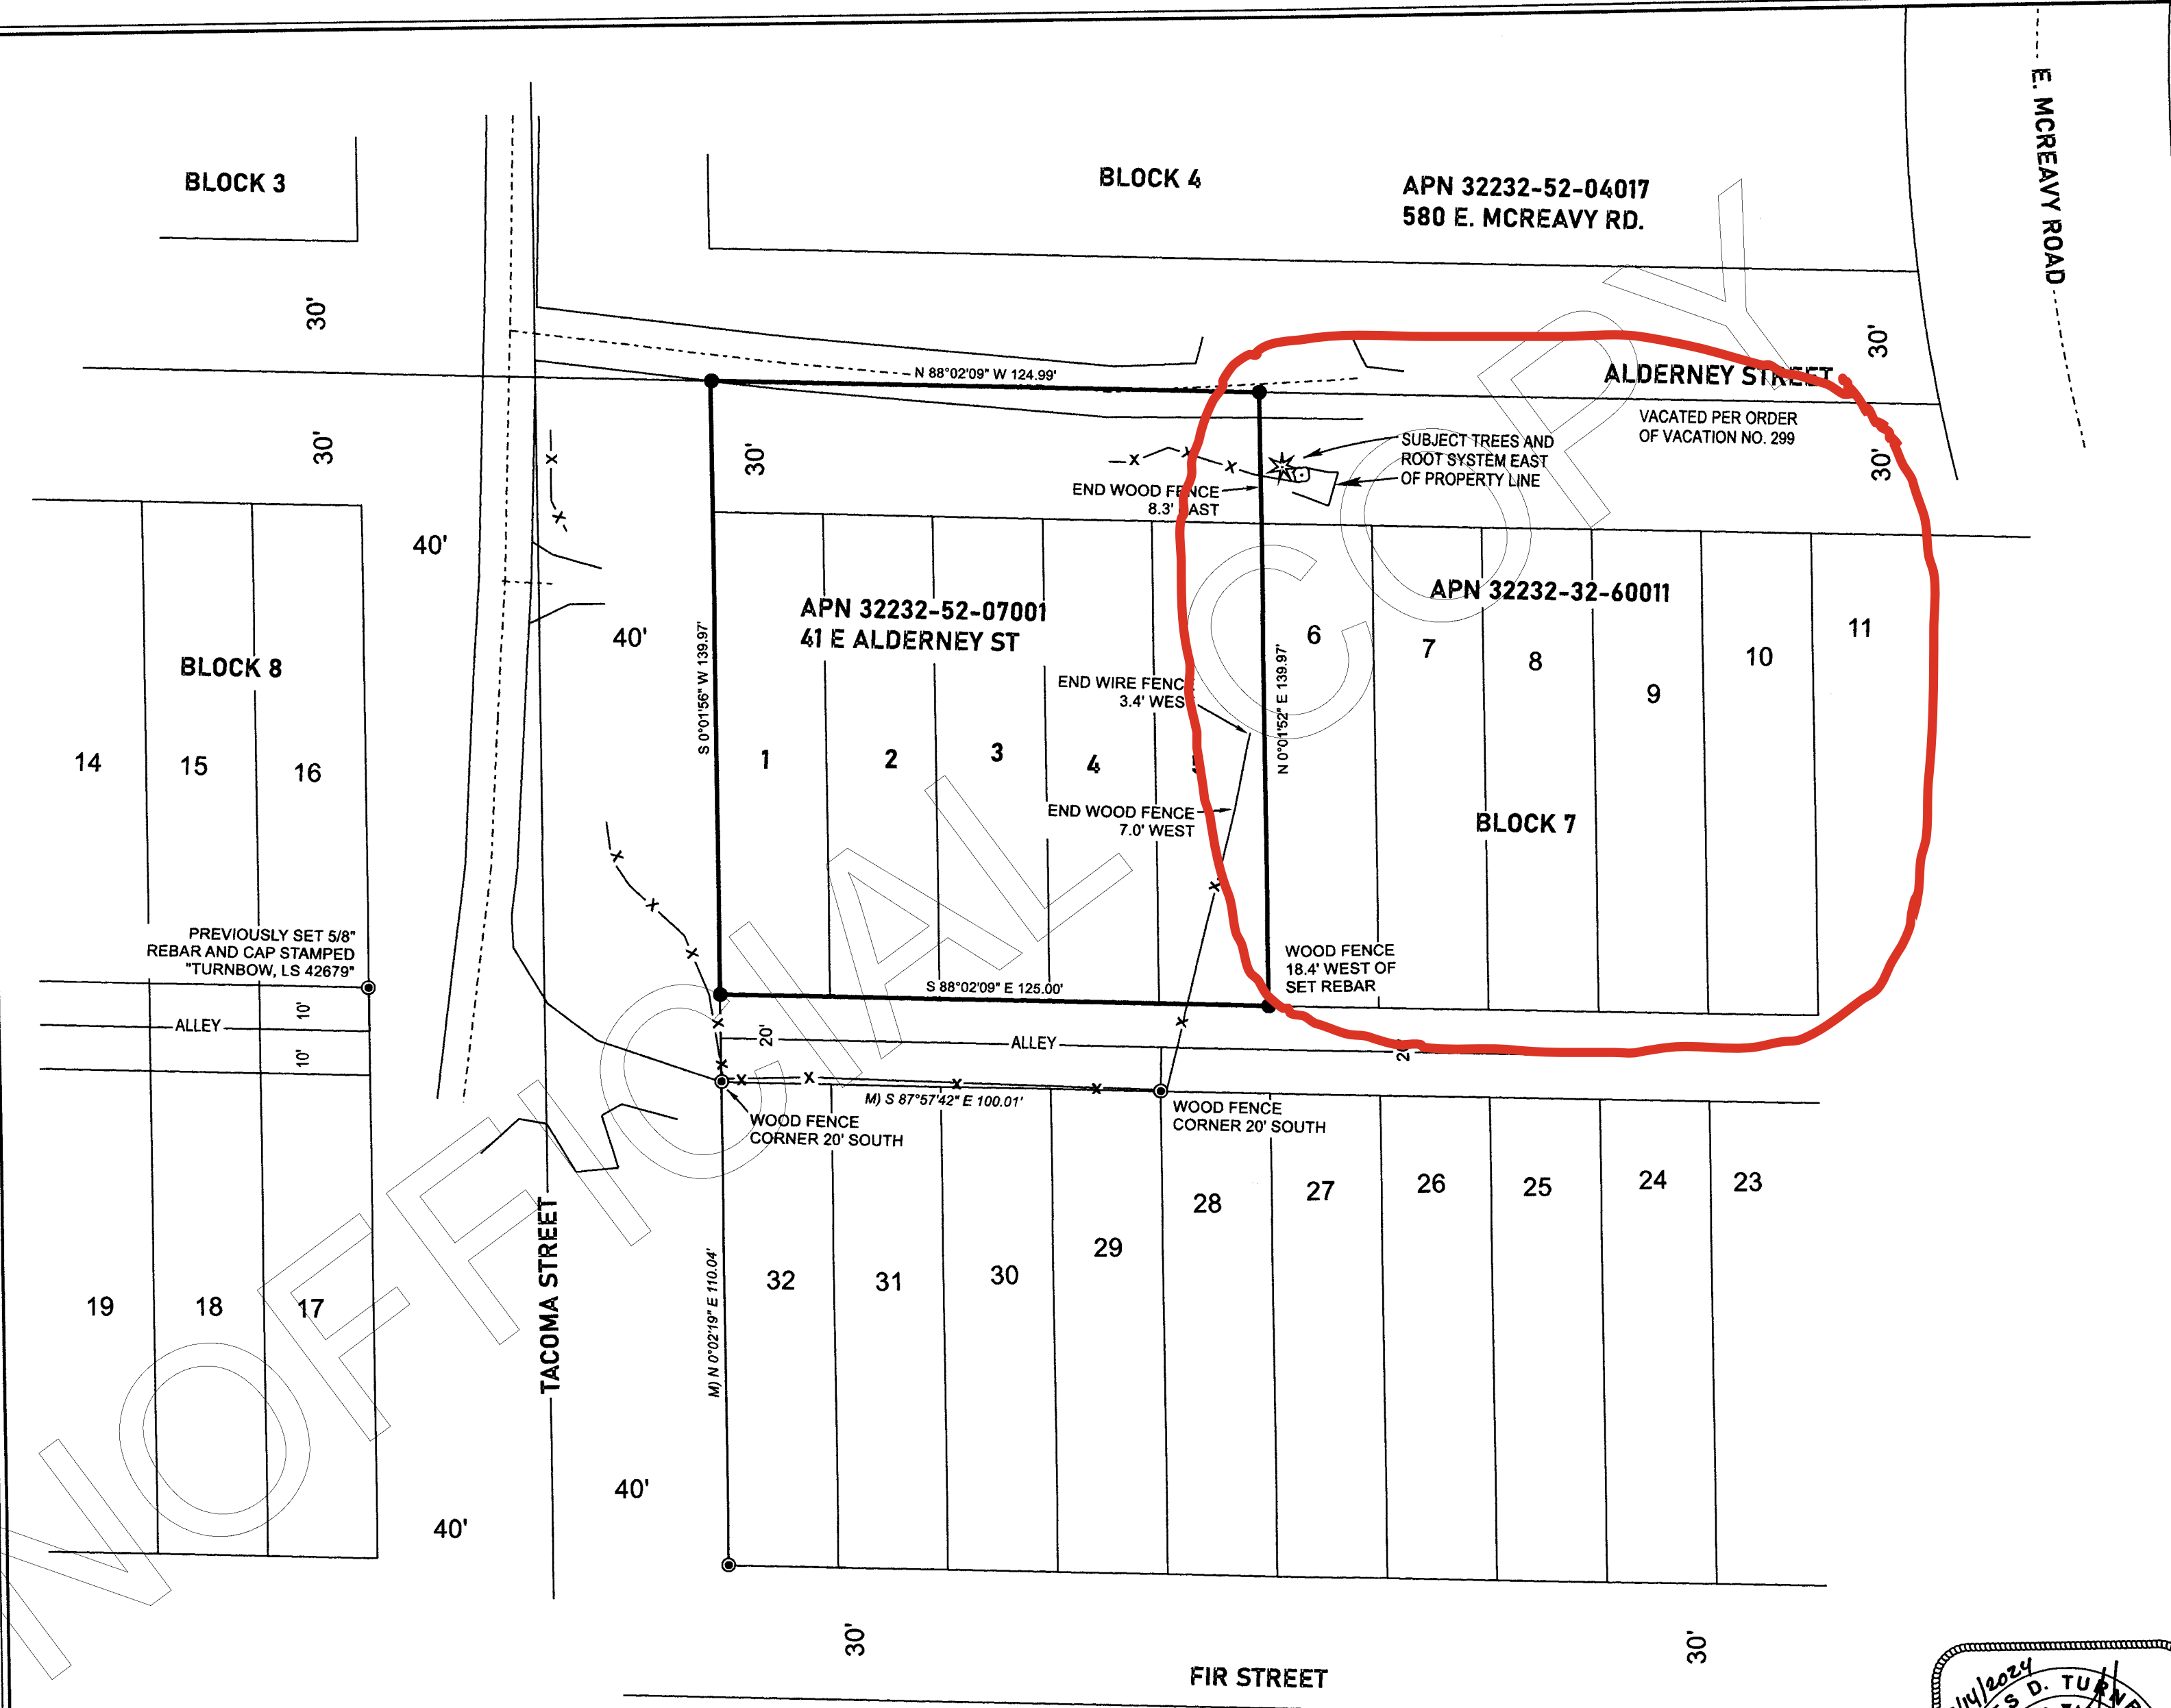 E. MCREAVY ROAD
BLOCK 3
BLOCK 4
APN 32232-52-04017
580 E. MCREAVY RD.
30'
30'
N 88°02'09" W 124.99'
ALDERNEY STREET
VACATED PER ORDER
OF VACATION NO. 299
30'
30'
30'
SUBJECT TREES AND
ROOT SYSTEM EAST
OF PROPERTY LINE
END WOOD FENCE
8.3' EAST
40'
40'
APN 32232-52-07001
41 E ALDERNEY ST
APN 32232-32-60011
S 0°01'56" W 139.97'
N 0°01'52" E 139.97'
BLOCK 8
6
7
8
9
10
11
END WIRE FENCE
3.4' WEST
14
15
16
1
2
3
4
END WOOD FENCE
7.0' WEST
BLOCK 7
PREVIOUSLY SET 5/8"
REBAR AND CAP STAMPED
"TURNBOW, LS 42679"
WOOD FENCE
18.4' WEST OF
SET REBAR
S 88°02'09" E 125.00'
10'
ALLEY
10'
20'
ALLEY
M) S 87°57'42" E 100.01'
WOOD FENCE
CORNER 20' SOUTH
WOOD FENCE
CORNER 20' SOUTH
28
27
26
25
24
23
19
18
17
TACOMA STREET
M) N 0°02'19" E 110.04'
32
31
30
29
40'
40'
30'
30'
FIR STREET
UNOFFICIAL COPY